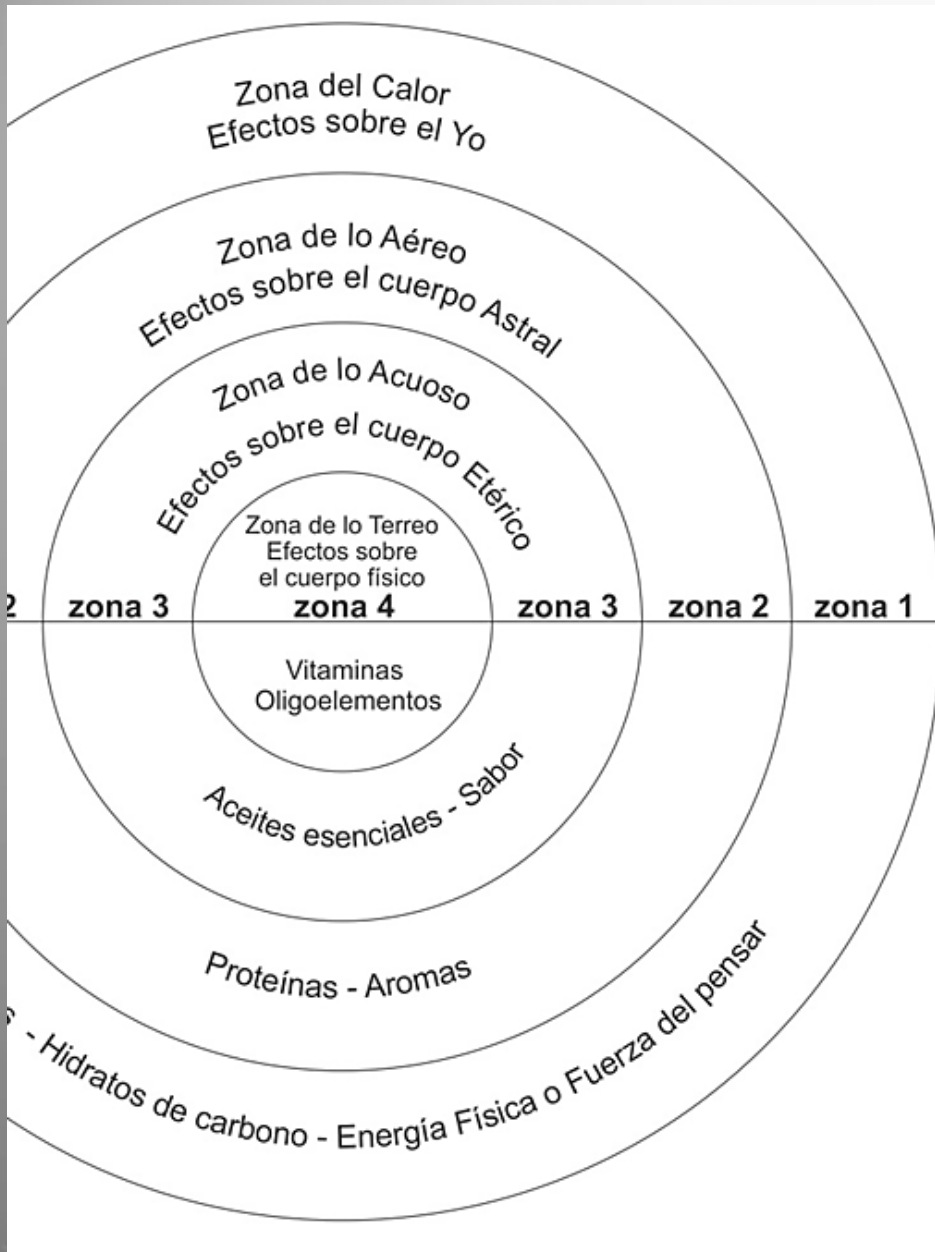 Zona del Calor
Efectos sobre el Yo
Zona de lo Aéreo
Efectos sobre el cuerpo Astral
Zona de lo Acuoso
Efectos sobre el cuerpo Etérico
Zona de lo Terreo
Efectos sobre
el cuerpo físico
2 zona 3 zona 4 zona 3 zona 2 zona 1
Vitaminas
Oligoelementos
Aceites esenciales - Sabor
Proteínas - Aromas
- Hidratos de carbono - Energía Física o Fuerza del pensar